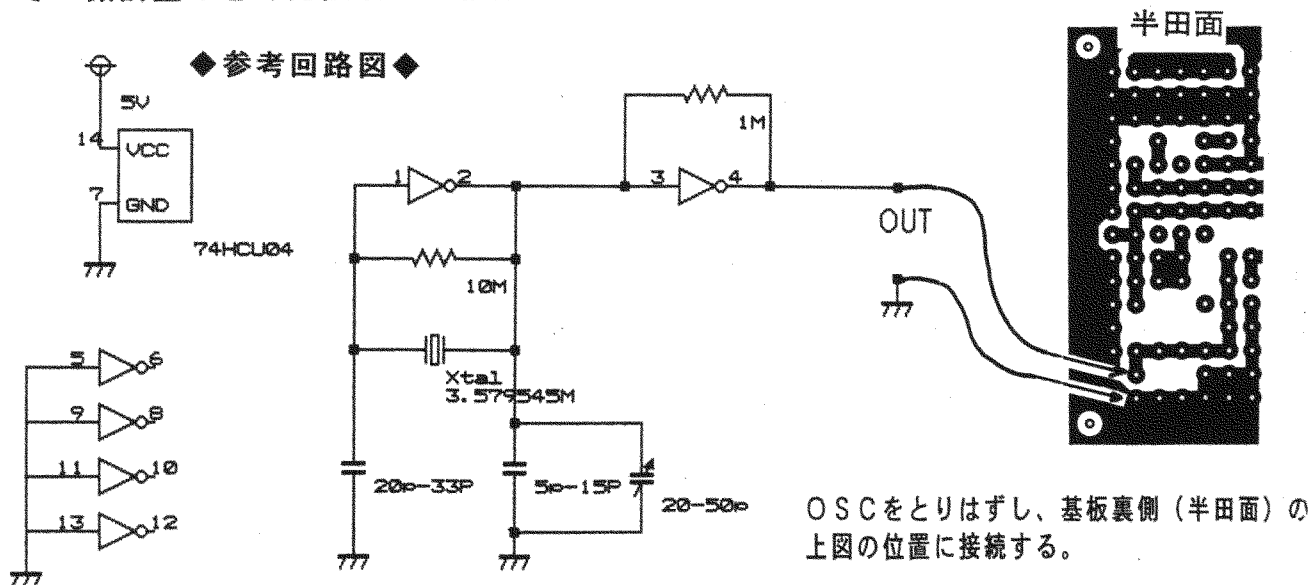 半田面
◆参考回路図◆
5V
14
VCC
7
GND
74HCU04
1
2
10M
Xtal
3.579545M
1M
3
4
OUT
5
6
9
8
11
10
13
12
20p-33P
5p-15P
20-50p
OSCをとりはずし、基板裏側(半田面)の
上図の位置に接続する。